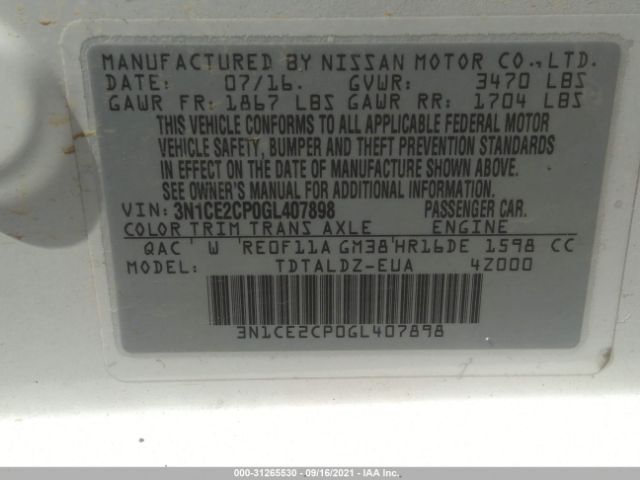 MANUFACTURED BY NISSAN MOTOR CO.,LTD.
DATE: 07/16. GVWR: 3470 LBS
GAWR FR: 1867 LBS GAWR RR: 1704 LBS
THIS VEHICLE CONFORMS TO ALL APPLICABLE FEDERAL MOTOR
VEHICLE SAFETY, BUMPER AND THEFT PREVENTION STANDARDS
IN EFFECT ON THE DATE OF MANUFACTURE SHOWN ABOVE.
SEE OWNER'S MANUAL FOR ADDITIONAL INFORMATION.
VIN: 3N1CE2CP0GL407898 PASSENGER CAR.
COLOR TRIM TRANS AXLE ENGINE
QAC W RE0F11A GM38 HR16DE 1598 CC
MODEL: TDTALDZ-EUA 4Z000
3N1CE2CP0GL407898
000-31265530 - 09/16/2021 - IAA Inc.